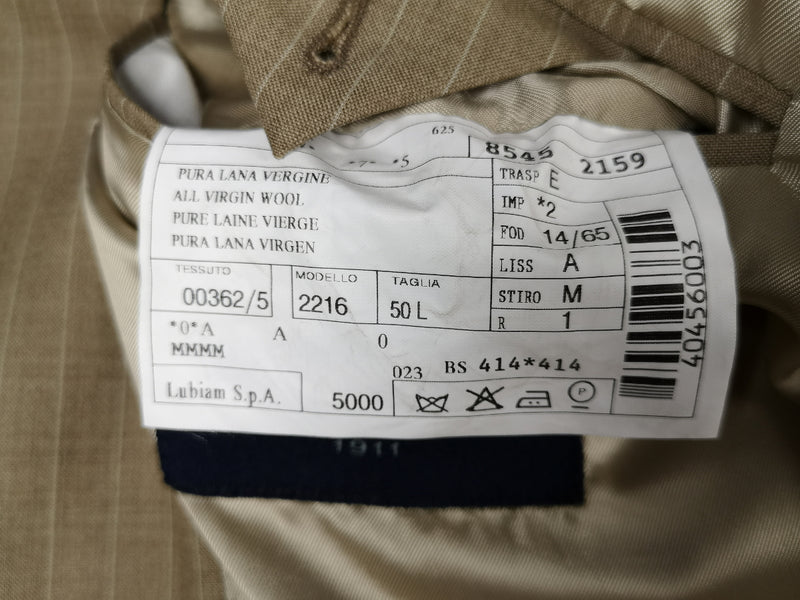 625
8545 2159
*5
PURA LANA VERGINE
ALL VIRGIN WOOL
PURE LAINE VIERGE
PURA LANA VIRGEN
TRASP E
IMP *2
FOD 14/65
LISS A
STIRO M
R 1
TESSUTO
00362/5
MODELLO
2216
TAGLIA
50 L
*0*A A 0
MMMM
023 BS 414*414
Lubiam S.p.A.
5000
P
40456003
1911